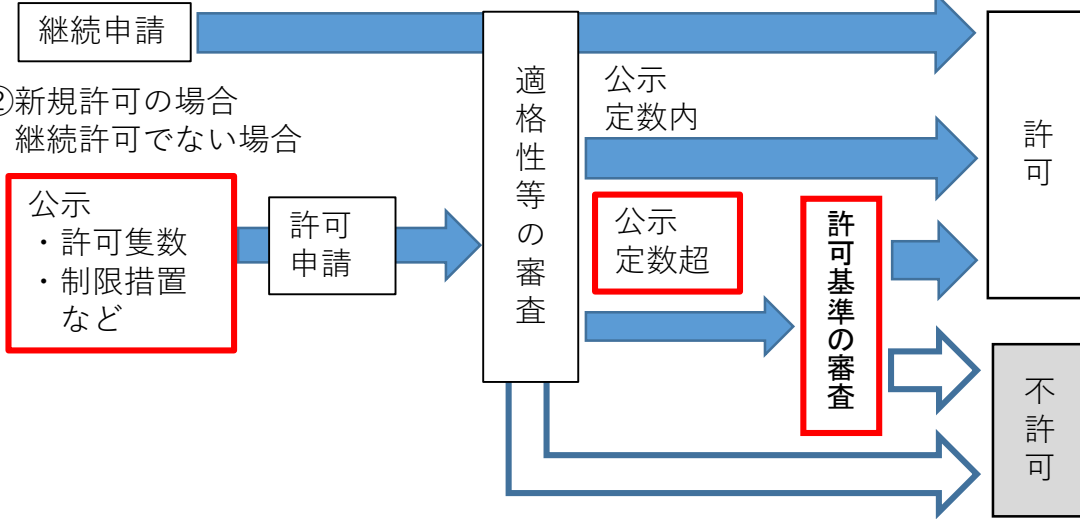 継続申請
②新規許可の場合
継続許可でない場合
公示
・許可隻数
・制限措置
など
許可
申請
適格性等の審査
公示
定数内
公示
定数超
許可基準の審査
許可
不許可